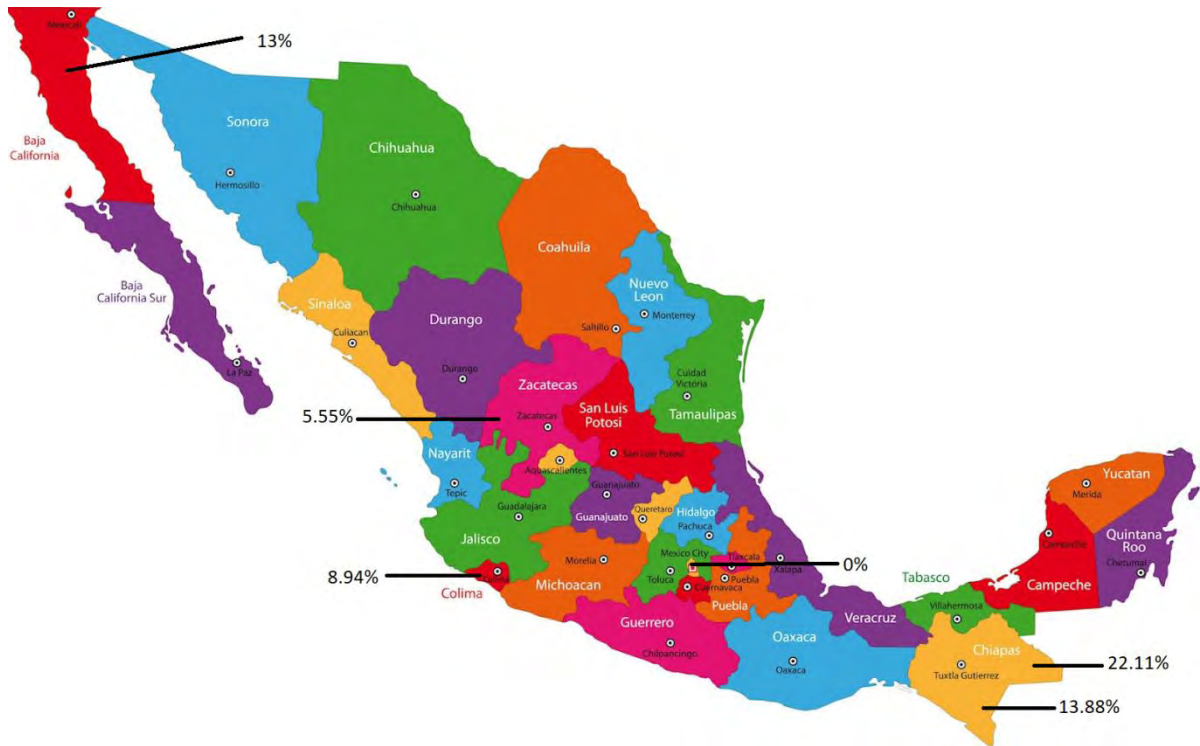 Mexicali
13%
Sonora
Baja
California
Chihuahua
Hermosillo
Chihuahua
Coahuila
Baja
California Sur
Nuevo
Leon
Sinaloa
Monterrey
Durango
Saltillo
Culiacan
La Paz
Durango
Cuidad
Victoria
Zacatecas
San Luis
Potosi
Tamaulipas
5.55%
Zacatecas
Nayarit
San Luis Potosi
Aguascalientes
Yucatan
Tepic
Guanajuato
Merida
Guadalajara
Queretaro
Hidalgo
Guanajuato
Pachuca
Quintana
Roo
Jalisco
Campeche
Mexico City
Tlaxcala
Morelia
Xalapa
0%
8.94%
Colima
Toluca
Chetumal
Michoacan
Puebla
Tabasco
Campeche
Colima
Cuernavaca
Puebla
Villahermosa
Guerrero
Veracruz
Oaxaca
Chiapas
Chilpancingo
Oaxaca
Tuxtla Gutierrez
22.11%
13.88%